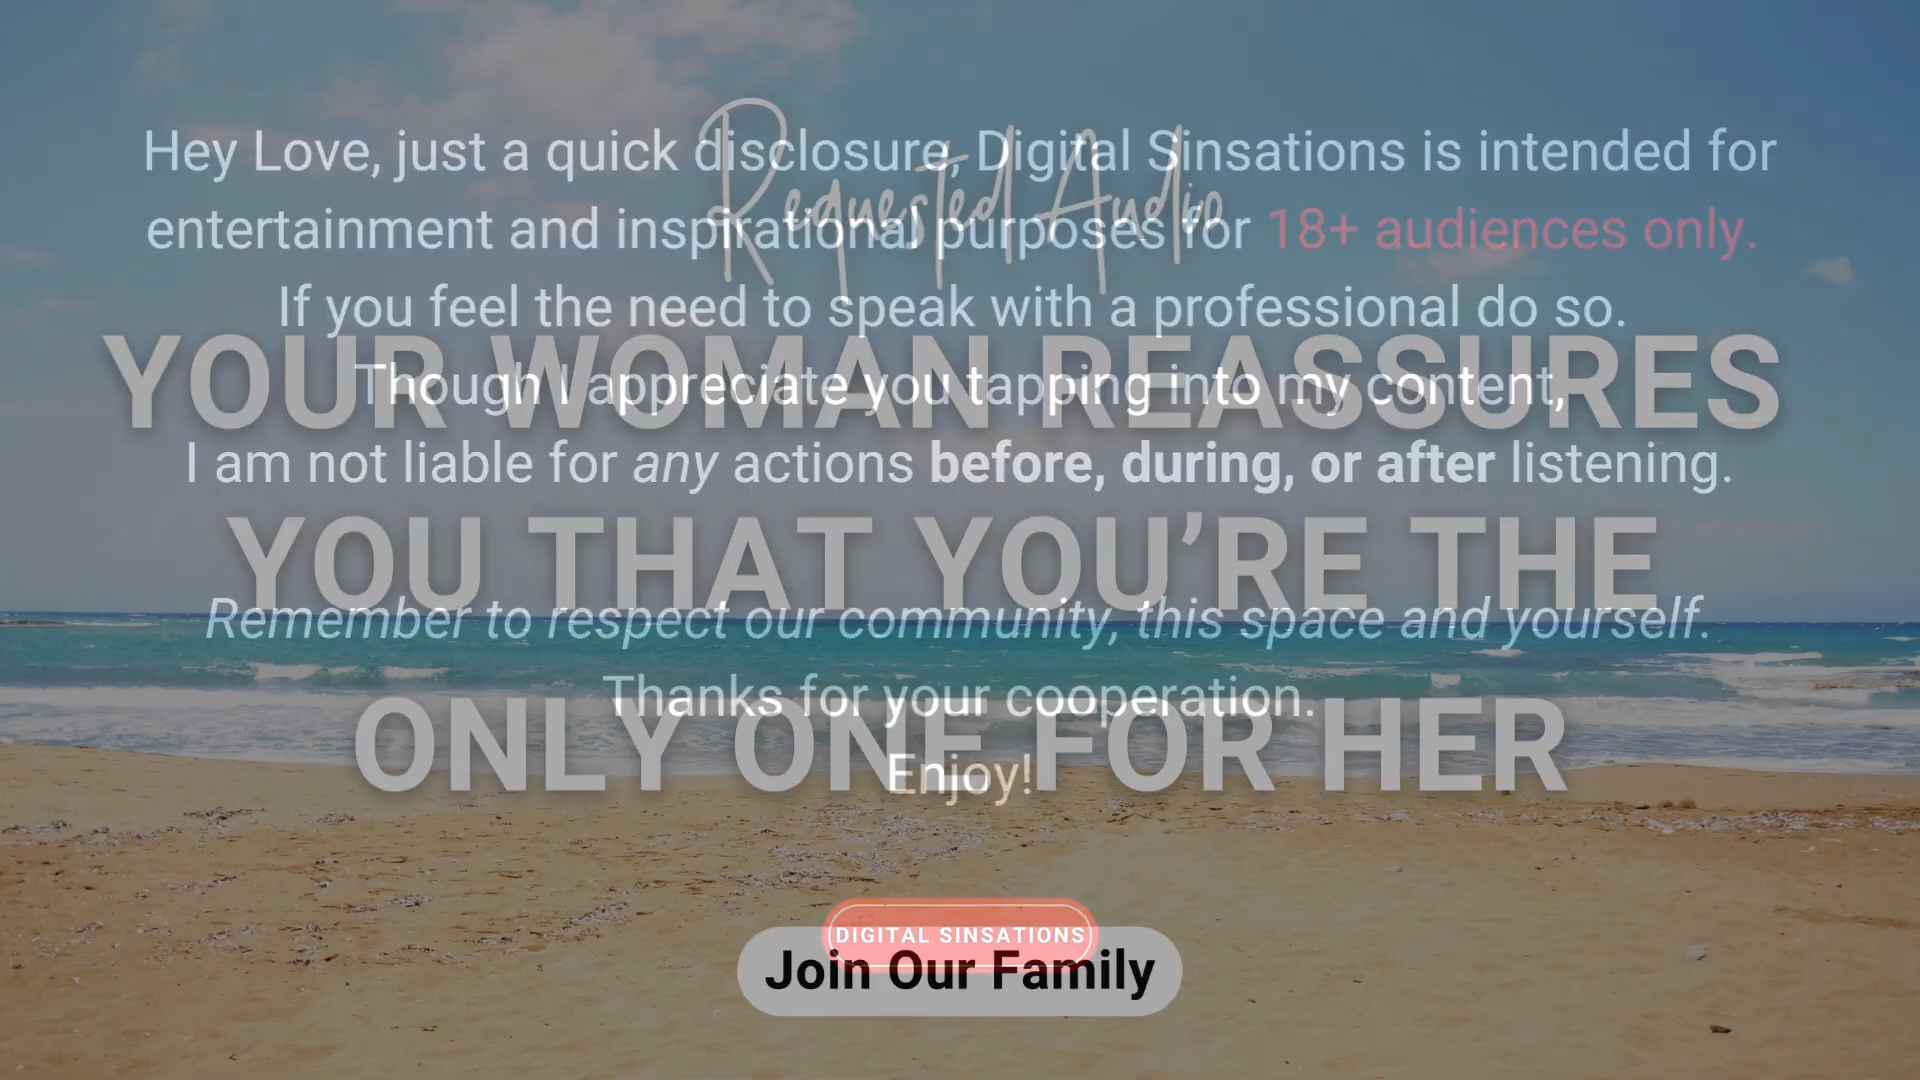 Requested Audio
Hey Love, just a quick disclosure, Digital Sinsations is intended for
entertainment and inspirational purposes for 18+ audiences only.
If you feel the need to speak with a professional do so.
Though I appreciate you tapping into my content,
I am not liable for any actions before, during, or after listening.
Remember to respect our community, this space and yourself.
Thanks for your cooperation.
Enjoy!
YOUR WOMAN REASSURES
YOU THAT YOU’RE THE
ONLY ONE FOR HER
DIGITAL SINSATIONS
Join Our Family